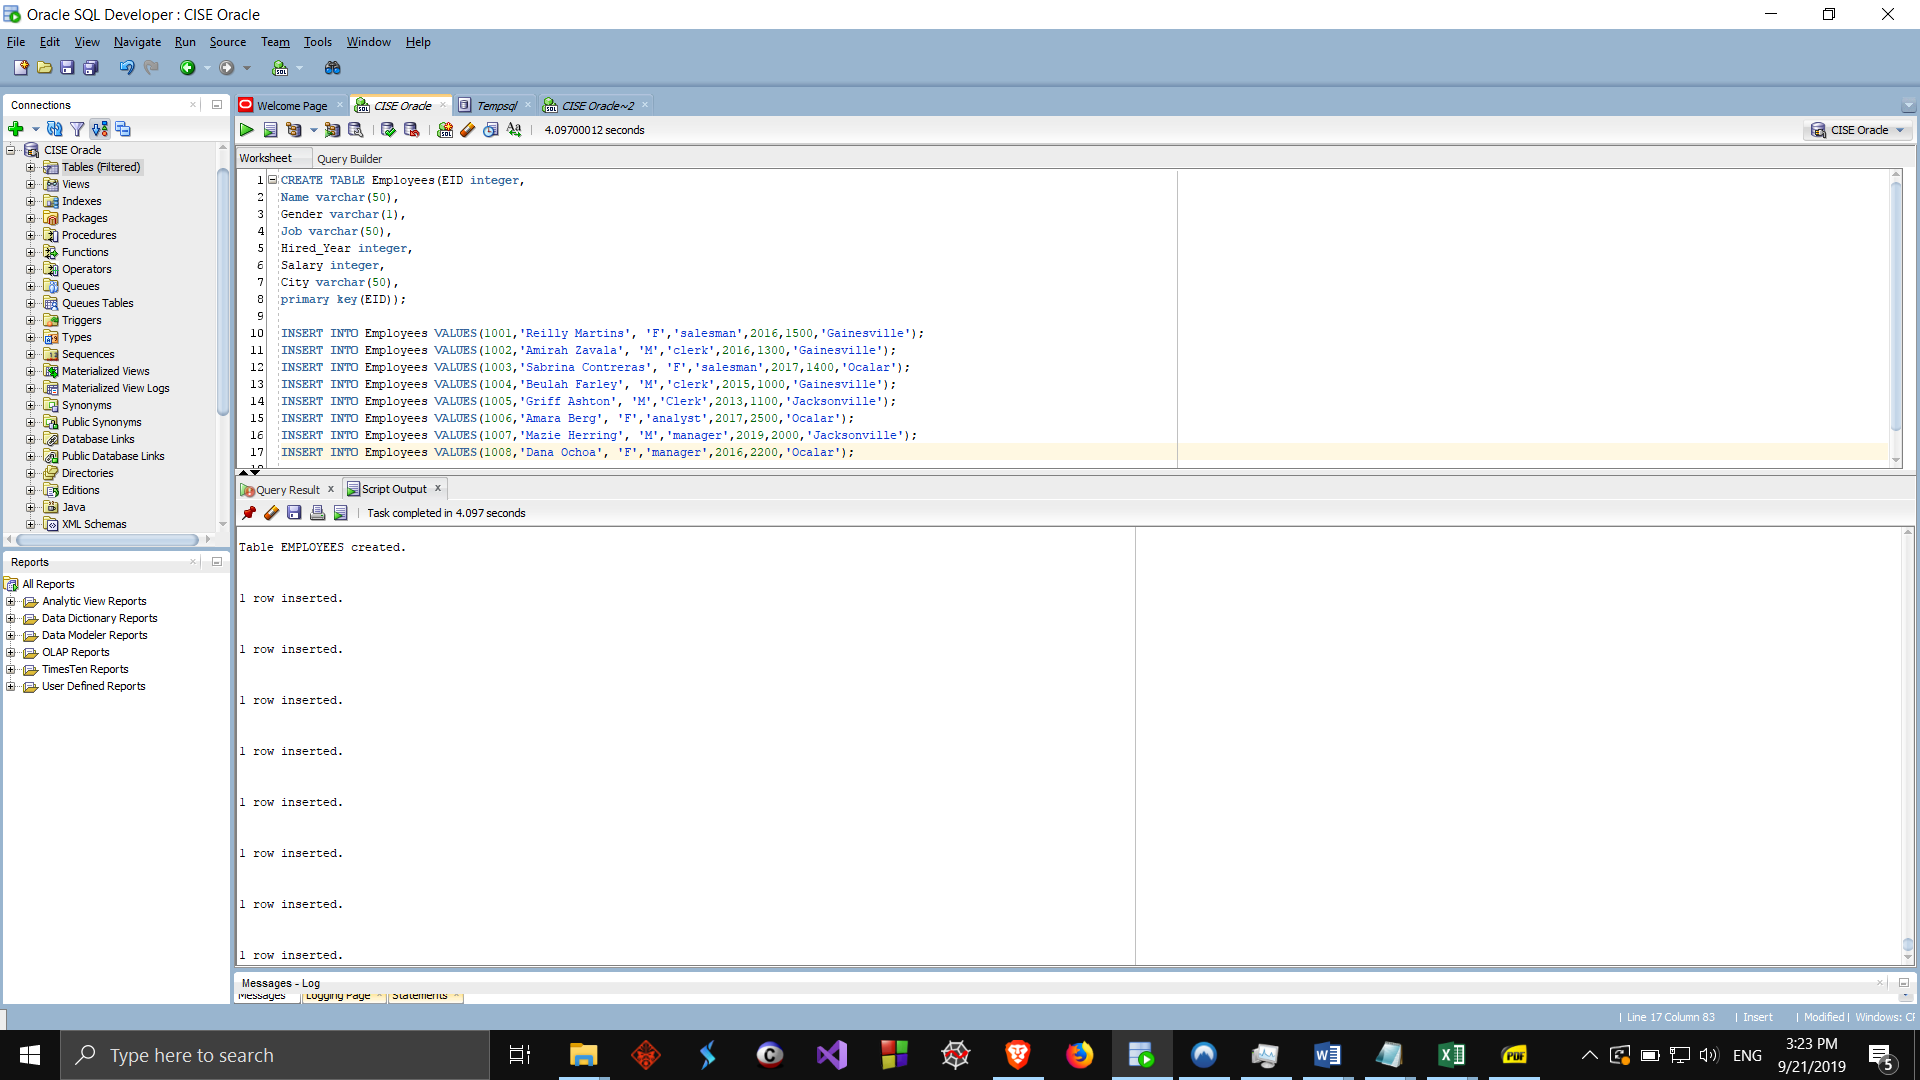 Oracle SQL Developer : CISE Oracle
File Edit View Navigate Run Source Team Tools Window Help
Connections
CISE Oracle
Tables (Filtered)
Views
Indexes
Packages
Procedures
Functions
Operators
Queues
Queues Tables
Triggers
Types
Sequences
Materialized Views
Materialized View Logs
Synonyms
Public Synonyms
Database Links
Public Database Links
Directories
Editions
Java
XML Schemas
Reports
All Reports
Analytic View Reports
Data Dictionary Reports
Data Modeler Reports
OLAP Reports
TimesTen Reports
User Defined Reports
Welcome Page CISE Oracle Tempsql CISE Oracle~2
4.09700012 seconds
CISE Oracle
Worksheet Query Builder
1 CREATE TABLE Employees(EID integer,
2 Name varchar(50),
3 Gender varchar(1),
4 Job varchar(50),
5 Hired_Year integer,
6 Salary integer,
7 City varchar(50),
8 primary key(EID));
9
10 INSERT INTO Employees VALUES(1001,'Reilly Martins', 'F','salesman',2016,1500,'Gainesville');
11 INSERT INTO Employees VALUES(1002,'Amirah Zavala', 'M','clerk',2016,1300,'Gainesville');
12 INSERT INTO Employees VALUES(1003,'Sabrina Contreras', 'F','salesman',2017,1400,'Ocalar');
13 INSERT INTO Employees VALUES(1004,'Beulah Farley', 'M','clerk',2015,1000,'Gainesville');
14 INSERT INTO Employees VALUES(1005,'Griff Ashton', 'M','Clerk',2013,1100,'Jacksonville');
15 INSERT INTO Employees VALUES(1006,'Amara Berg', 'F','analyst',2017,2500,'Ocalar');
16 INSERT INTO Employees VALUES(1007,'Mazie Herring', 'M','manager',2019,2000,'Jacksonville');
17 INSERT INTO Employees VALUES(1008,'Dana Ochoa', 'F','manager',2016,2200,'Ocalar');
Query Result x Script Output x
Task completed in 4.097 seconds
Table EMPLOYEES created.
1 row inserted.
1 row inserted.
1 row inserted.
1 row inserted.
1 row inserted.
1 row inserted.
1 row inserted.
1 row inserted.
Messages - Log
Messages Logging Page Statements
Line 17 Column 83 Insert Modified Windows: CF
Type here to search
PDF
ENG
3:23 PM
9/21/2019
5